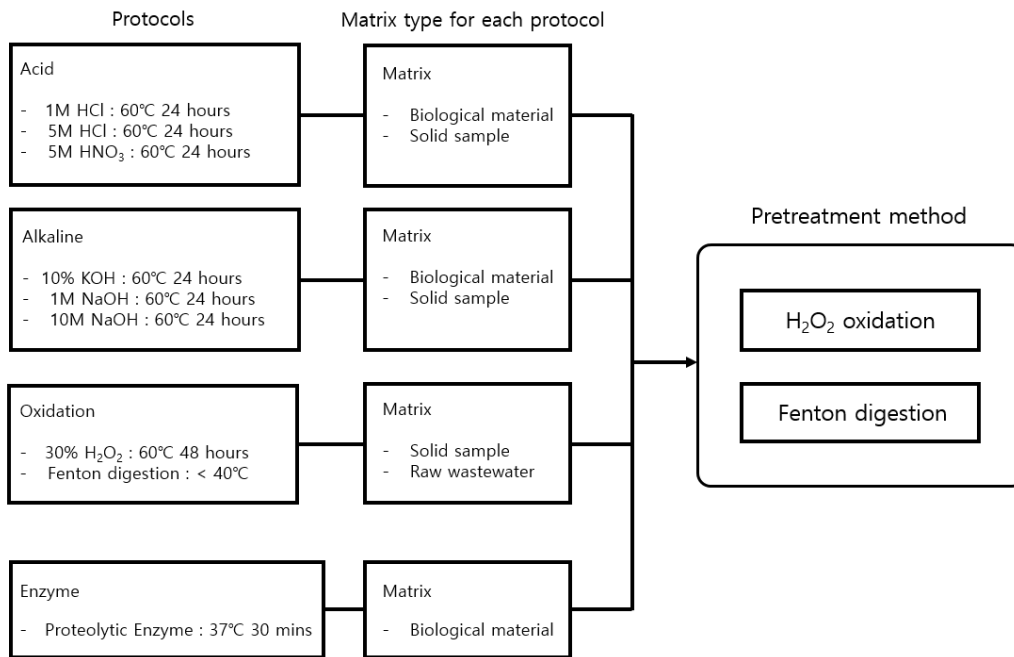 Protocols
Matrix type for each protocol
Acid
- 1M HCl : 60℃ 24 hours
- 5M HCl : 60℃ 24 hours
- 5M HNO₃ : 60℃ 24 hours
Matrix
- Biological material
- Solid sample
Alkaline
- 10% KOH : 60℃ 24 hours
- 1M NaOH : 60℃ 24 hours
- 10M NaOH : 60℃ 24 hours
Matrix
- Biological material
- Solid sample
Oxidation
- 30% H₂O₂ : 60℃ 48 hours
- Fenton digestion : < 40℃
Matrix
- Solid sample
- Raw wastewater
Enzyme
- Proteolytic Enzyme : 37℃ 30 mins
Matrix
- Biological material
Pretreatment method
H₂O₂ oxidation
Fenton digestion